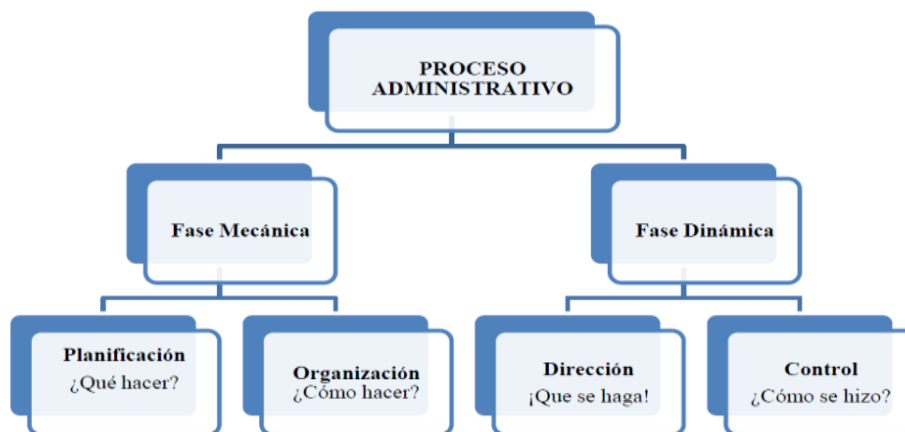 PROCESO
ADMINISTRATIVO
Fase Mecánica
Fase Dinámica
Planificación
¿Qué hacer?
Organización
¿Cómo hacer?
Dirección
¡Que se haga!
Control
¿Cómo se hizo?